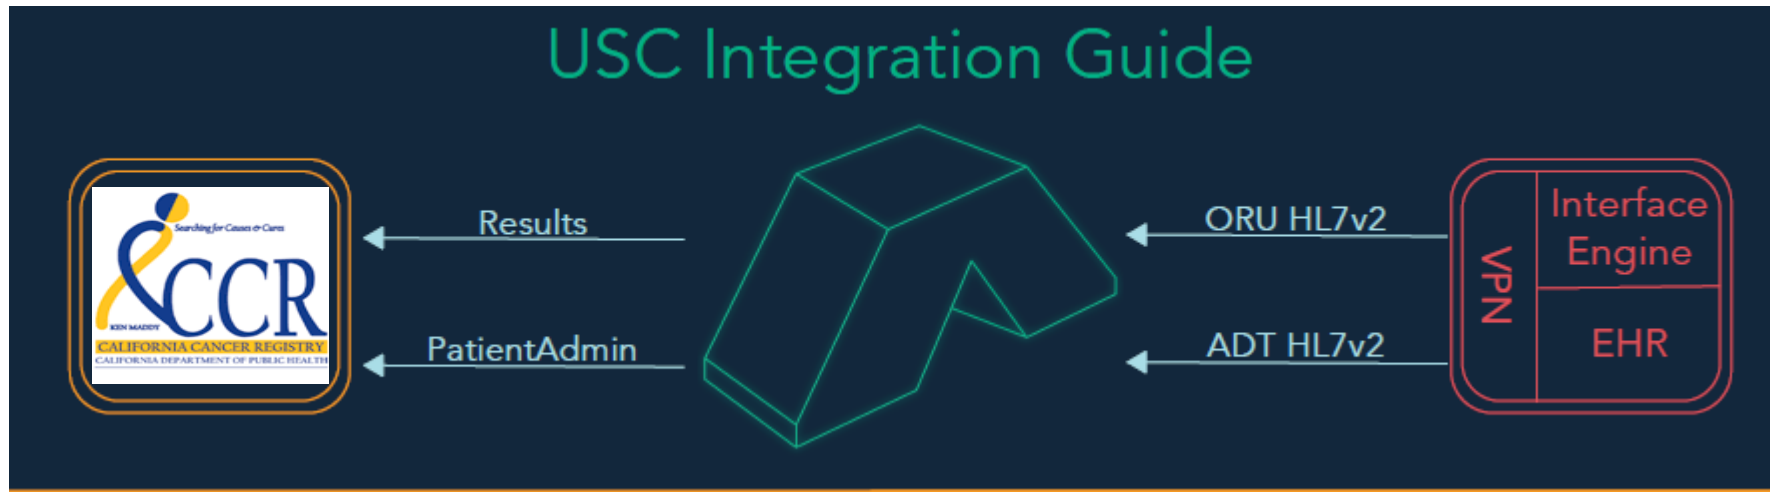 USC Integration Guide
Searching for Causes & Cures
CCR
KEN MADDY
CALIFORNIA CANCER REGISTRY
CALIFORNIA DEPARTMENT OF PUBLIC HEALTH
Results
PatientAdmin
ORU HL7v2
ADT HL7v2
VPN
Interface
Engine
EHR